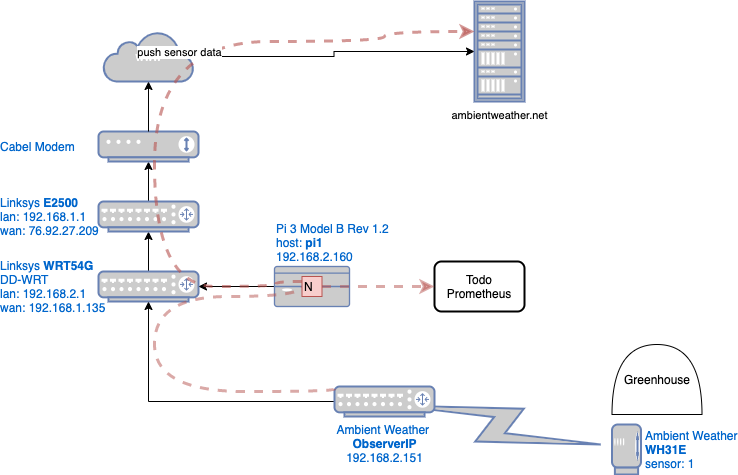 push sensor data
ambientweather.net
Cabel Modem
Linksys E2500
lan: 192.168.1.1
wan: 76.92.27.209
Pi 3 Model B Rev 1.2
host: pi1
192.168.2.160
Linksys WRT54G
DD-WRT
lan: 192.168.2.1
wan: 192.168.1.135
N
Todo
Prometheus
Greenhouse
Ambient Weather
ObserverIP
192.168.2.151
Ambient Weather
WH31E
sensor: 1